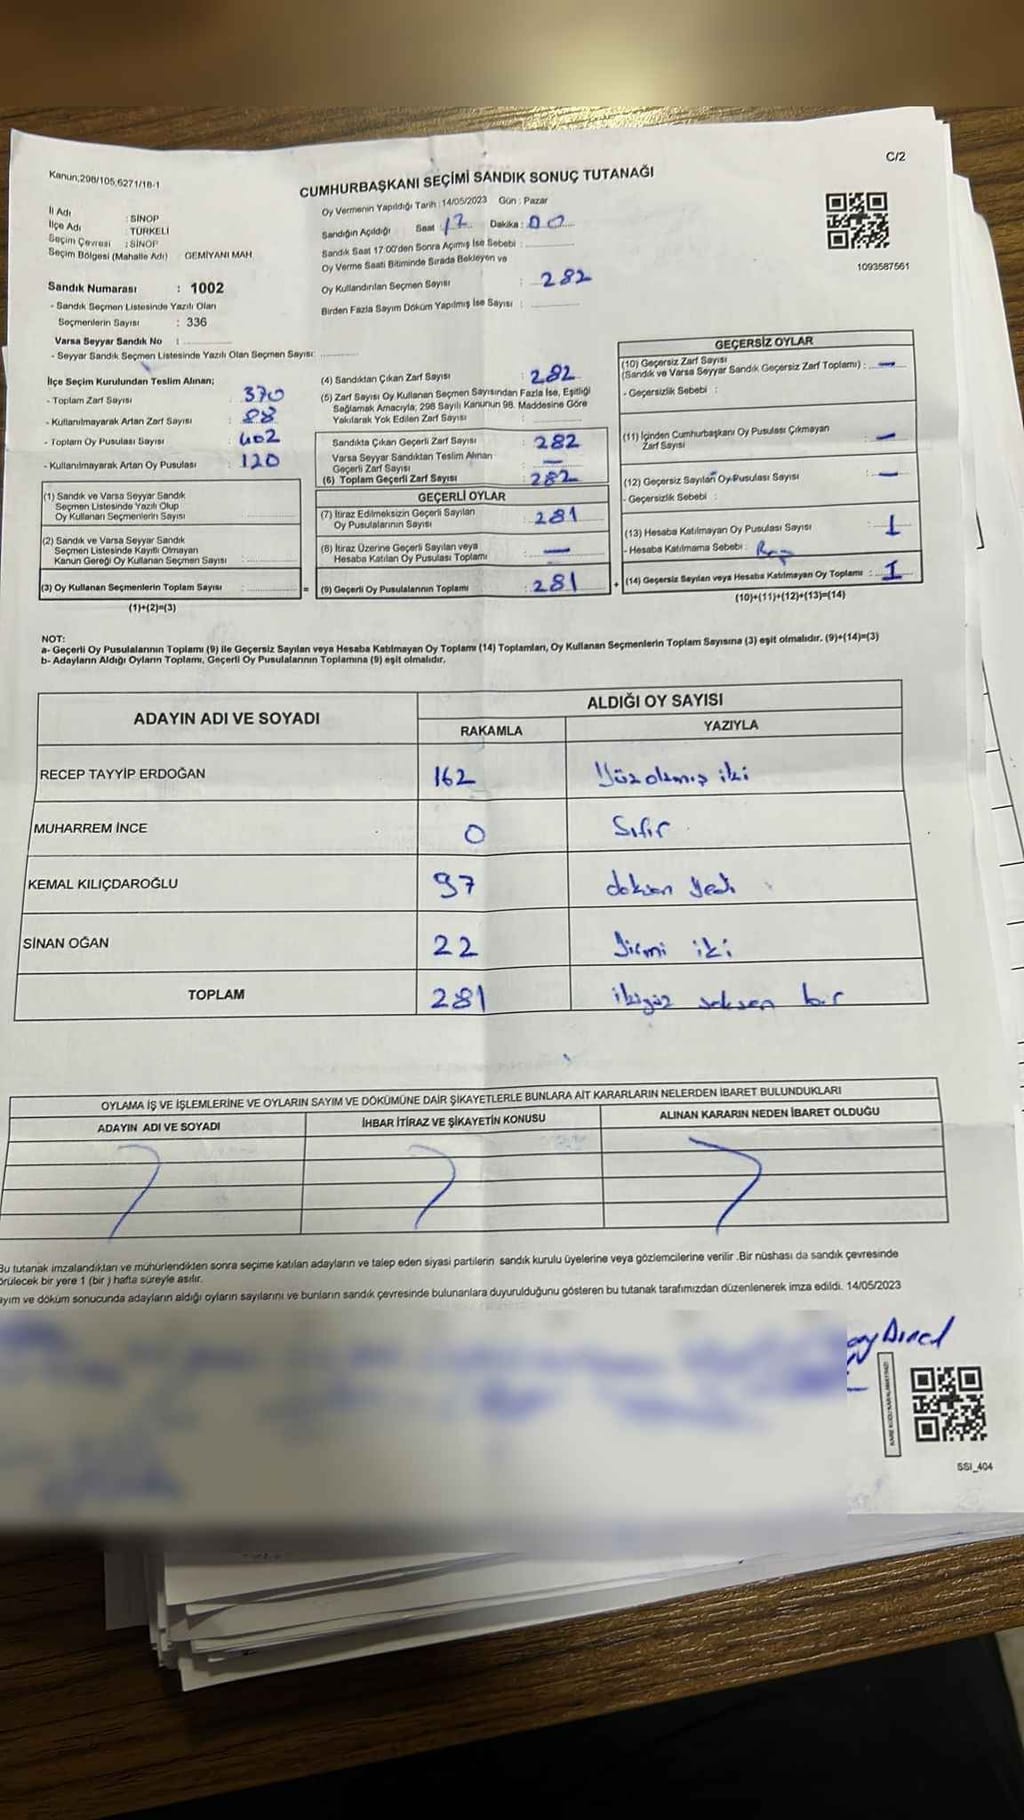 C/2
Kanun;298/105,6271/18-1
CUMHURBAŞKANI SEÇİMİ SANDIK SONUÇ TUTANAĞI
İl Adı : SİNOP
İlçe Adı : TÜRKELİ
Seçim Çevresi : SİNOP
Seçim Bölgesi (Mahalle Adı) GEMİYANI MAH.
Sandık Numarası : 1002
- Sandık Seçmen Listesinde Yazılı Olan
Seçmenlerin Sayısı : 336
Varsa Seyyar Sandık No :
- Seyyar Sandık Seçmen Listesinde Yazılı Olan Seçmen Sayısı:
Oy Vermenin Yapıldığı Tarih :14/05/2023 Gün : Pazar
Sandığın Açıldığı Saat 17 Dakika : 00
Sandık Saat 17:00'den Sonra Açımış İse Sebebi :
Oy Verme Saati Bitiminde Sırada Bekleyen ve
Oy Kullandırılan Seçmen Sayısı : 282
Birden Fazla Sayım Döküm Yapılmış İse Sayısı :
1093587561
İlçe Seçim Kurulundan Teslim Alınan;
- Toplam Zarf Sayısı : 370
- Kullanılmayarak Artan Zarf Sayısı : 88
- Toplam Oy Pusulası Sayısı : 402
- Kullanılmayarak Artan Oy Pusulası : 120
(1) Sandık ve Varsa Seyyar Sandık
Seçmen Listesinde Yazılı Olup
Oy Kullanan Seçmenlerin Sayısı :
(2) Sandık ve Varsa Seyyar Sandık
Seçmen Listesinde Kayıtlı Olmayan
Kanun Gereği Oy Kullanan Seçmen Sayısı :
(3) Oy Kullanan Seçmenlerin Toplam Sayısı : =
(1)+(2)=(3)
(4) Sandıktan Çıkan Zarf Sayısı : 282
(5) Zarf Sayısı Oy Kullanan Seçmen Sayısından Fazla İse, Eşitliği
Sağlamak Amacıyla; 298 Sayılı Kanunun 98. Maddesine Göre
Yakılarak Yok Edilen Zarf Sayısı :
Sandıkta Çıkan Geçerli Zarf Sayısı : 282
Varsa Seyyar Sandıktan Teslim Alınan
Geçerli Zarf Sayısı : —
(6) Toplam Geçerli Zarf Sayısı : 282
GEÇERLİ OYLAR
(7) İtiraz Edilmeksizin Geçerli Sayılan
Oy Pusulalarının Sayısı : 281
(8) İtiraz Üzerine Geçerli Sayılan veya
Hesaba Katılan Oy Pusulası Toplamı : —
(9) Geçerli Oy Pusulalarının Toplamı : 281 +
GEÇERSİZ OYLAR
(10) Geçersiz Zarf Sayısı
(Sandık ve Varsa Seyyar Sandık Geçersiz Zarf Toplamı) : —
- Geçersizlik Sebebi :
(11) İçinden Cumhurbaşkanı Oy Pusulası Çıkmayan
Zarf Sayısı : —
(12) Geçersiz Sayılan Oy Pusulası Sayısı : —
- Geçersizlik Sebebi :
(13) Hesaba Katılmayan Oy Pusulası Sayısı : 1
- Hesaba Katılmama Sebebi :
(14) Geçersiz Sayılan veya Hesaba Katılmayan Oy Toplamı : 1
(10)+(11)+(12)+(13)=(14)
NOT:
a- Geçerli Oy Pusulalarının Toplamı (9) ile Geçersiz Sayılan veya Hesaba Katılmayan Oy Toplamı (14) Toplamları, Oy Kullanan Seçmenlerin Toplam Sayısına (3) eşit olmalıdır. (9)+(14)=(3)
b- Adayların Aldığı Oyların Toplamı, Geçerli Oy Pusulalarının Toplamına (9) eşit olmalıdır.
ADAYIN ADI VE SOYADI ALDIĞI OY SAYISI
RAKAMLA YAZIYLA
RECEP TAYYİP ERDOĞAN 162 Yüz altmış iki
MUHARREM İNCE 0 Sıfır
KEMAL KILIÇDAROĞLU 97 doksan yedi
SİNAN OĞAN 22 Yirmi iki
TOPLAM 281 ikiyüz seksen bir
OYLAMA İŞ VE İŞLEMLERİNE VE OYLARIN SAYIM VE DÖKÜMÜNE DAİR ŞİKAYETLERLE BUNLARA AİT KARARLARIN NELERDEN İBARET BULUNDUKLARI
ADAYIN ADI VE SOYADI İHBAR İTİRAZ VE ŞİKAYETİN KONUSU ALINAN KARARIN NEDEN İBARET OLDUĞU
Bu tutanak imzalandıktan ve mühürlendikten sonra seçime katılan adayların ve talep eden siyasi partilerin sandık kurulu üyelerine veya gözlemcilerine verilir .Bir nüshası da sandık çevresinde
örülecek bir yere 1 (bir ) hafta süreyle asılır.
ayım ve döküm sonucunda adayların aldığı oyların sayılarını ve bunların sandık çevresinde bulunanlara duyurulduğunu gösteren bu tutanak tarafımızdan düzenlenerek imza edildi. 14/05/2023
SSI_404